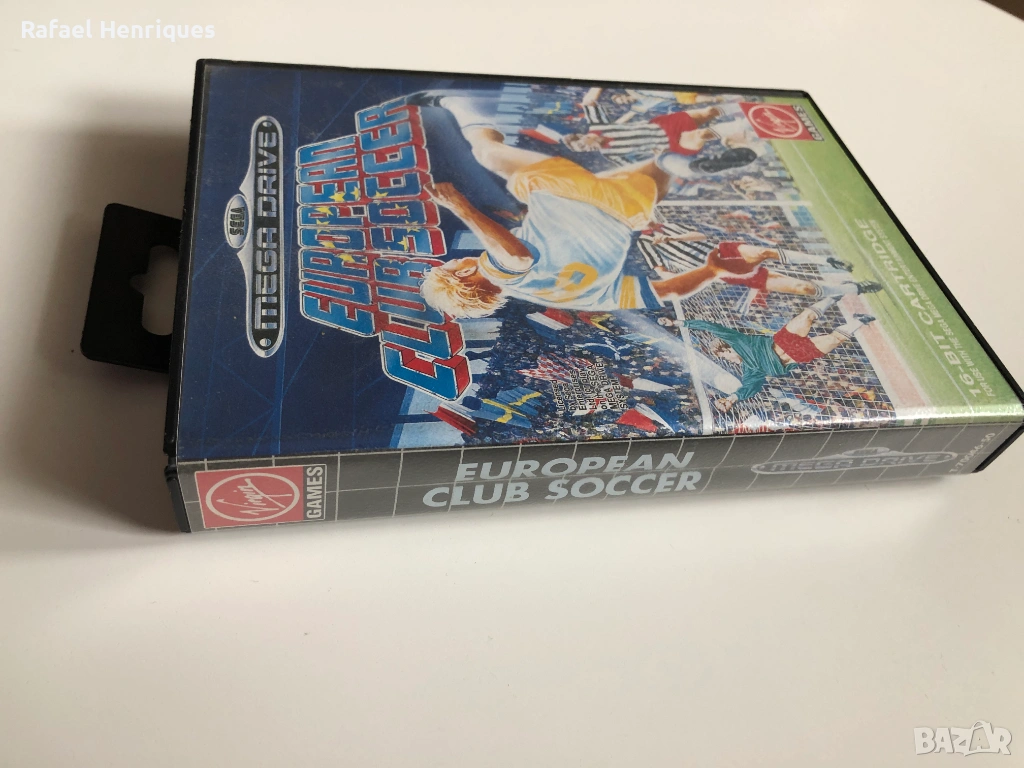 Rafael Henriques
SEGA
MEGA DRIVE
EUROPEAN
CLUB SOCCER
Virgin
GAMES
16-BIT CARTRIDGE
Virgin
GAMES
EUROPEAN
CLUB SOCCER
MEGA DRIVE
BAZAR